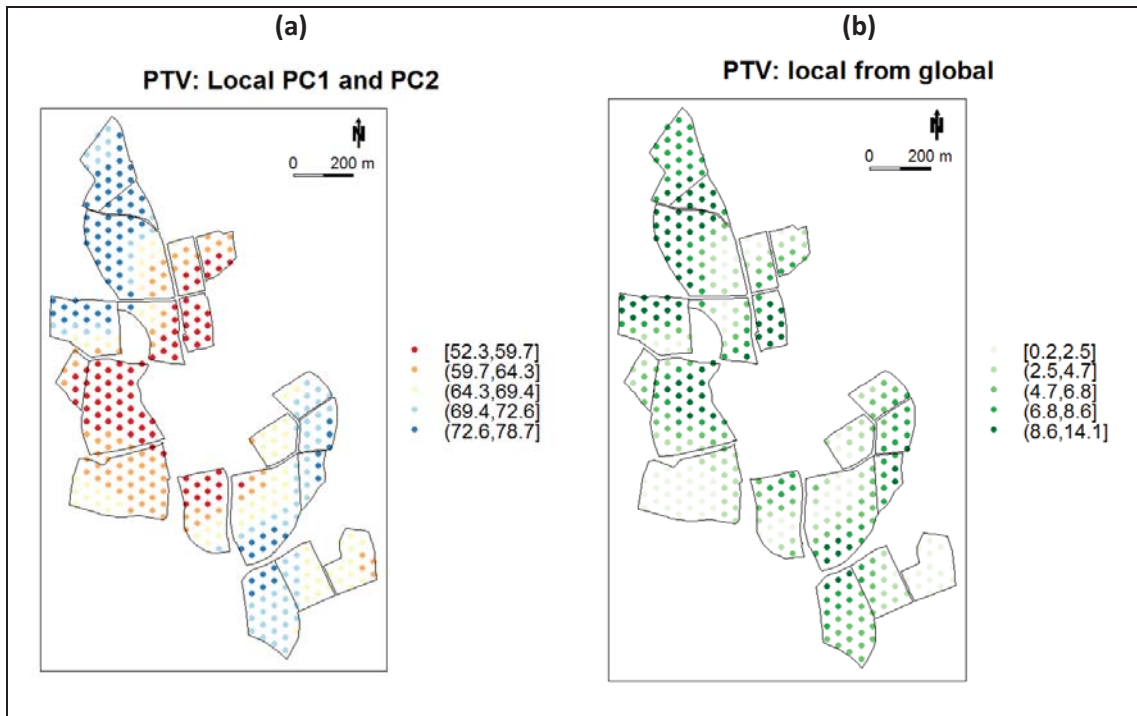 (a)
(b)
PTV: Local PC1 and PC2
PTV: local from global
N
0 200 m
N
0 200 m
[52.3,59.7]
(59.7,64.3]
(64.3,69.4]
(69.4,72.6]
(72.6,78.7]
[0.2,2.5]
(2.5,4.7]
(4.7,6.8]
(6.8,8.6]
(8.6,14.1]